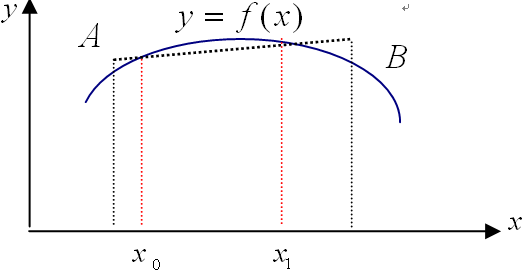 y
y = f(x)
A
B
x
x₀
x₁